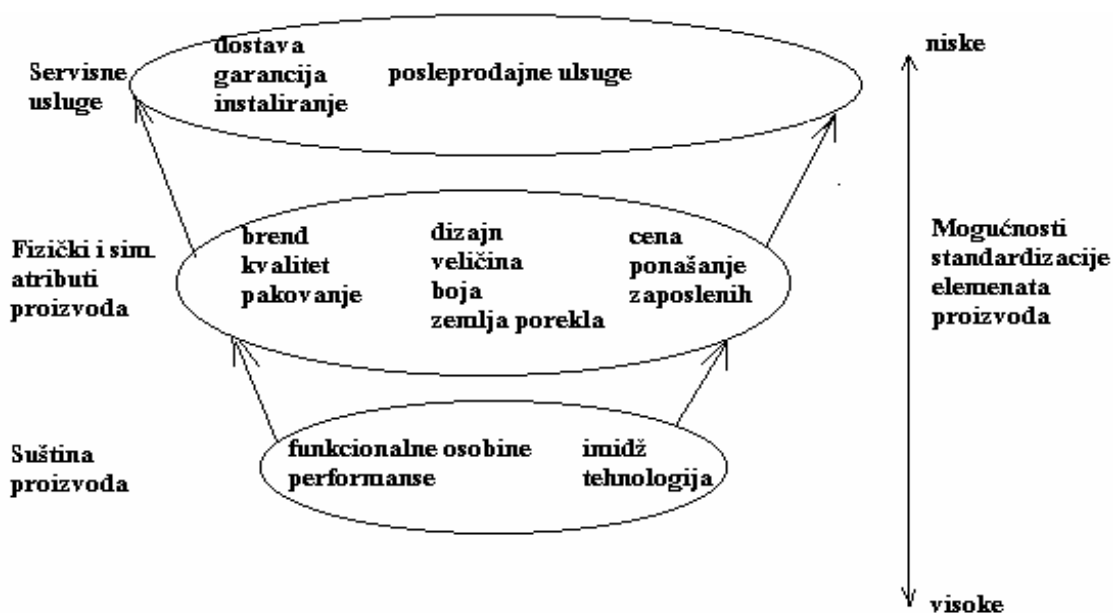 Servisne
usluge
dostava
garancija
instaliranje
posleprodajne ulsuge
niske
Fizički i sim.
atributi
proizvoda
brend
kvalitet
pakovanje
dizajn
veličina
boja
zemlja porekla
cena
ponašanje
zaposlenih
Mogućnosti
standardizacije
elemenata
proizvoda
Suština
proizvoda
funkcionalne osobine
performanse
imidž
tehnologija
visoke